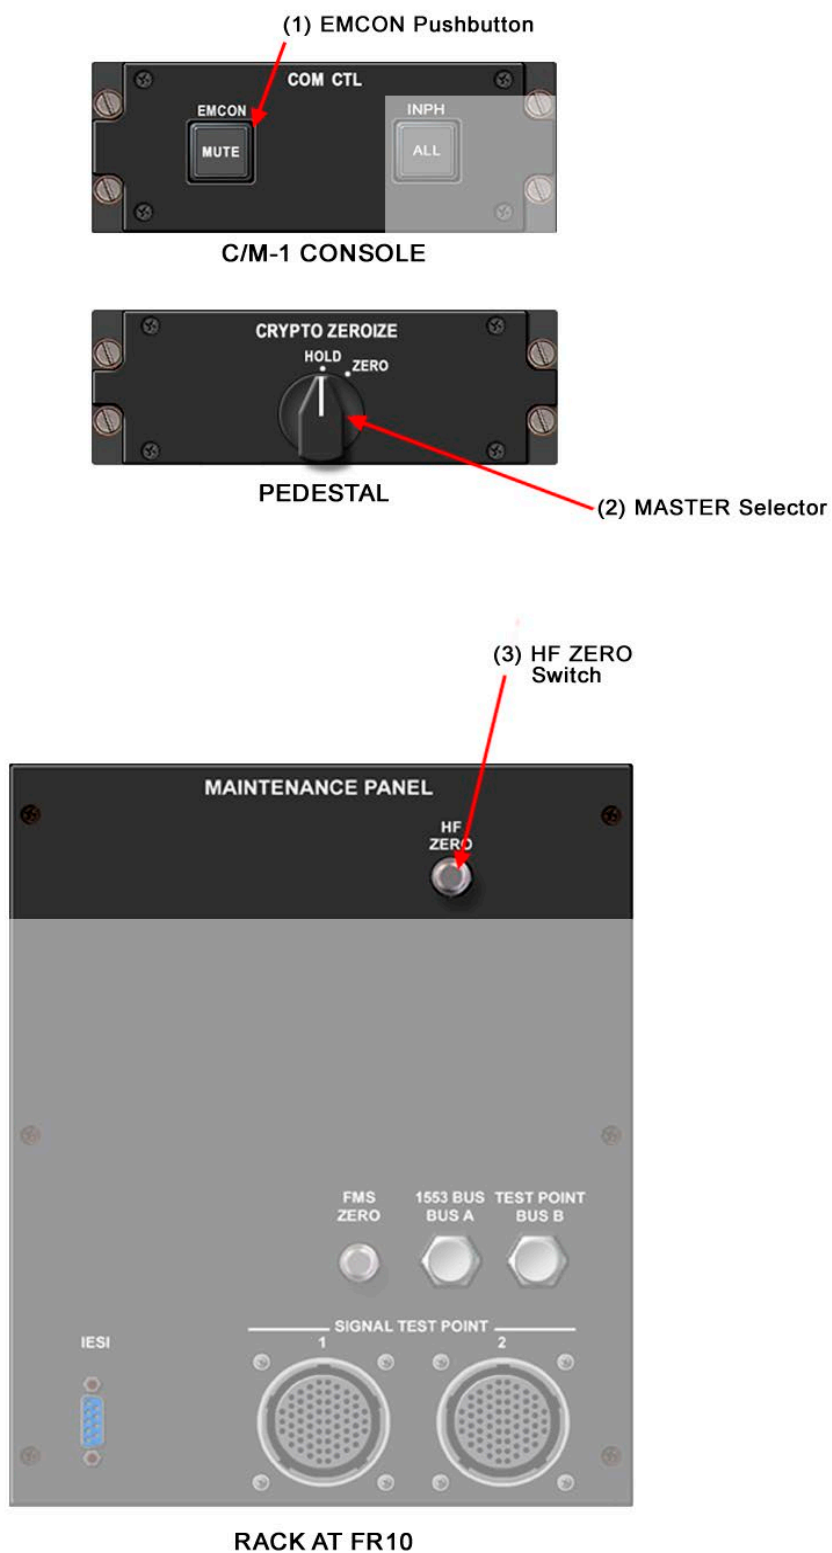 (1) EMCON Pushbutton
COM CTL
EMCON
INPH
MUTE
ALL
C/M-1 CONSOLE
CRYPTO ZEROIZE
HOLD
ZERO
PEDESTAL
(2) MASTER Selector
(3) HF ZERO
Switch
MAINTENANCE PANEL
HF
ZERO
FMS
ZERO
1553 BUS
BUS A
TEST POINT
BUS B
SIGNAL TEST POINT
1
2
IESI
RACK AT FR10